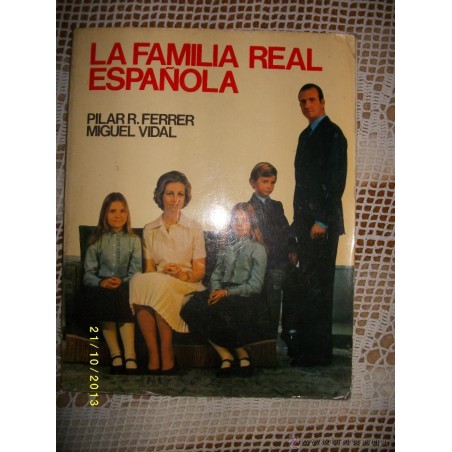 LA FAMILIA REAL
ESPAÑOLA
PILAR R. FERRER
MIGUEL VIDAL
21/10/2013